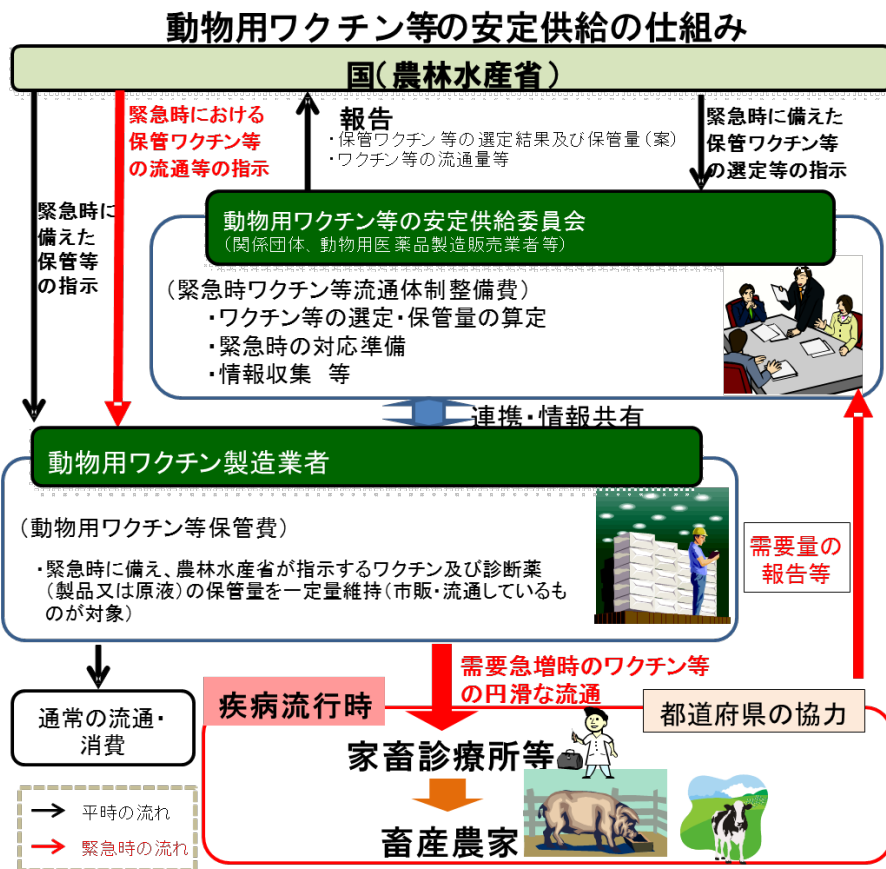 動物用ワクチン等の安定供給の仕組み
国(農林水産省)
緊急時における
保管ワクチン等
の流通等の指示
報告
・保管ワクチン等の選定結果及び保管量(案)
・ワクチン等の流通量等
緊急時に備えた
保管ワクチン等
の選定等の指示
緊急時に
備えた
保管等
の指示
動物用ワクチン等の安定供給委員会
(関係団体、動物用医薬品製造販売業者等)
(緊急時ワクチン等流通体制整備費)
・ワクチン等の選定・保管量の算定
・緊急時の対応準備
・情報収集 等
連携・情報共有
動物用ワクチン製造業者
(動物用ワクチン等保管費)
・緊急時に備え、農林水産省が指示するワクチン及び診断薬
(製品又は原液)の保管量を一定量維持(市販・流通しているも
のが対象)
需要量の
報告等
需要急増時のワクチン等
の円滑な流通
通常の流通・
消費
疾病流行時
都道府県の協力
家畜診療所等
畜産農家
平時の流れ
緊急時の流れ